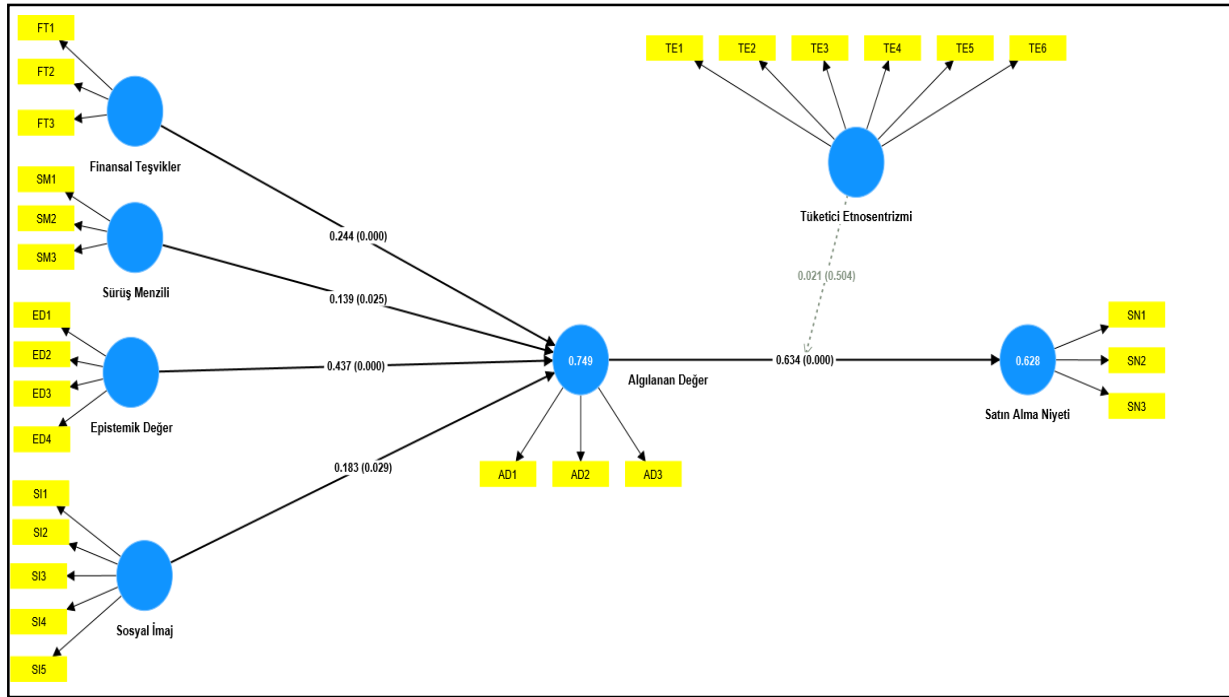 FT1
FT2
FT3
Finansal Teşvikler
SM1
SM2
SM3
Sürüş Menzili
ED1
ED2
ED3
ED4
Epistemik Değer
SI1
SI2
SI3
SI4
SI5
Sosyal İmaj
0.244 (0.000)
0.139 (0.025)
0.437 (0.000)
0.183 (0.029)
0.749
Algılanan Değer
AD1
AD2
AD3
TE1
TE2
TE3
TE4
TE5
TE6
Tüketici Etnosentrizmi
0.021 (0.504)
0.634 (0.000)
0.628
Satın Alma Niyeti
SN1
SN2
SN3